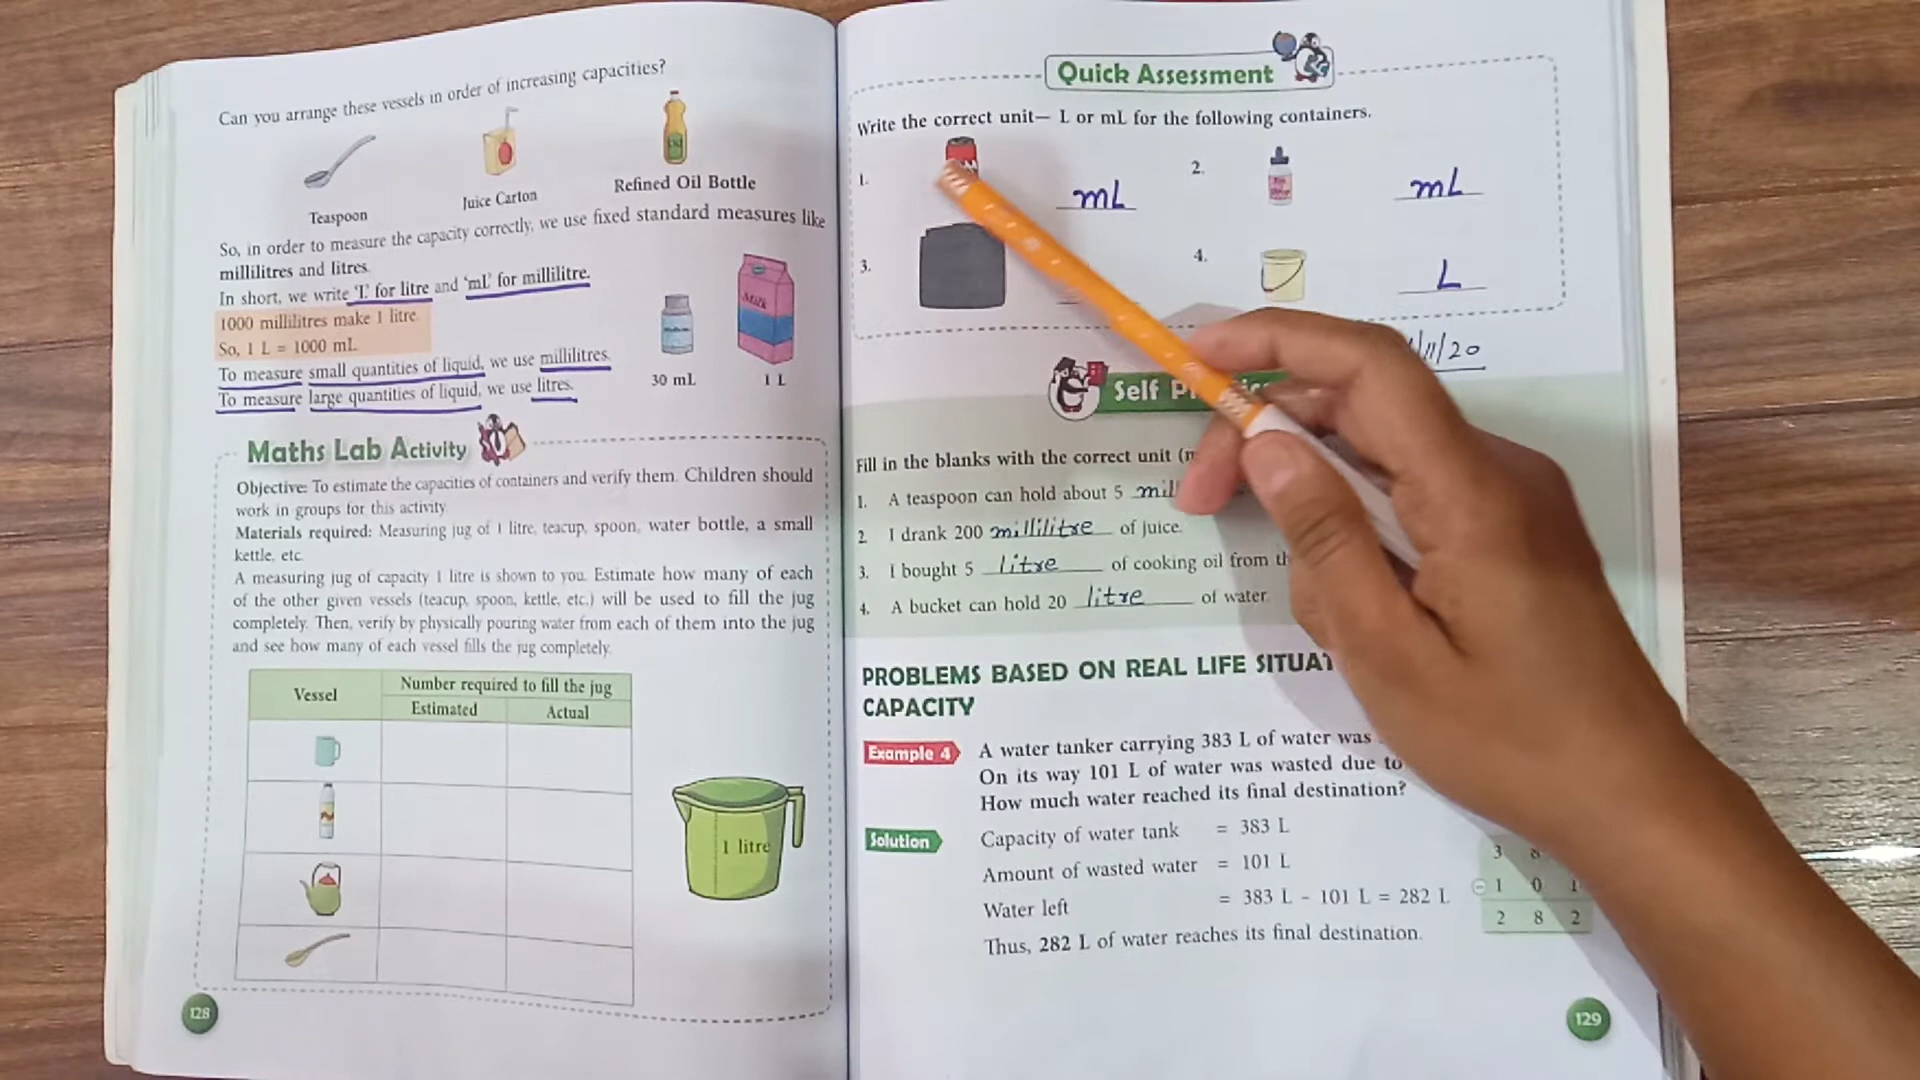 Can you arrange these vessels in order of increasing capacities?
Teaspoon
Juice Carton
Refined Oil Bottle
So, in order to measure the capacity correctly, we use fixed standard measures like
millilitres and litres.
In short, we write 'L' for litre and 'mL' for millilitre.
1000 millilitres make 1 litre.
So, 1 L = 1000 mL
To measure small quantities of liquid, we use millilitres.
To measure large quantities of liquid, we use litres.
Milk
30 mL
1 L
Maths Lab Activity
Objective: To estimate the capacities of containers and verify them. Children should
work in groups for this activity
Materials required: Measuring jug of 1 litre, teacup, spoon, water bottle, a small
kettle, etc.
A measuring jug of capacity 1 litre is shown to you. Estimate how many of each
of the other given vessels (teacup, spoon, kettle, etc.) will be used to fill the jug
completely. Then, verify by physically pouring water from each of them into the jug
and see how many of each vessel fills the jug completely.
Vessel
Number required to fill the jug
Estimated
Actual
1 litre
128
Quick Assessment
Write the correct unit— L or mL for the following containers.
1.
mL
2.
mL
3.
4.
L
/11/20
Self
Fill in the blanks with the correct unit
1. A teaspoon can hold about 5
2. I drank 200 millilitre of juice.
3. I bought 5 litre of cooking oil from
4. A bucket can hold 20 litre of water.
PROBLEMS BASED ON REAL LIFE
CAPACITY
Example 4
A water tanker carrying 383 L of water was
On its way 101 L of water was wasted due to
How much water reached its final destination?
Solution
Capacity of water tank = 383 L
Amount of wasted water = 101 L
Water left = 383 L - 101 L = 282 L
Thus, 282 L of water reaches its final destination.
3 8
- 1 0 1
2 8 2
129